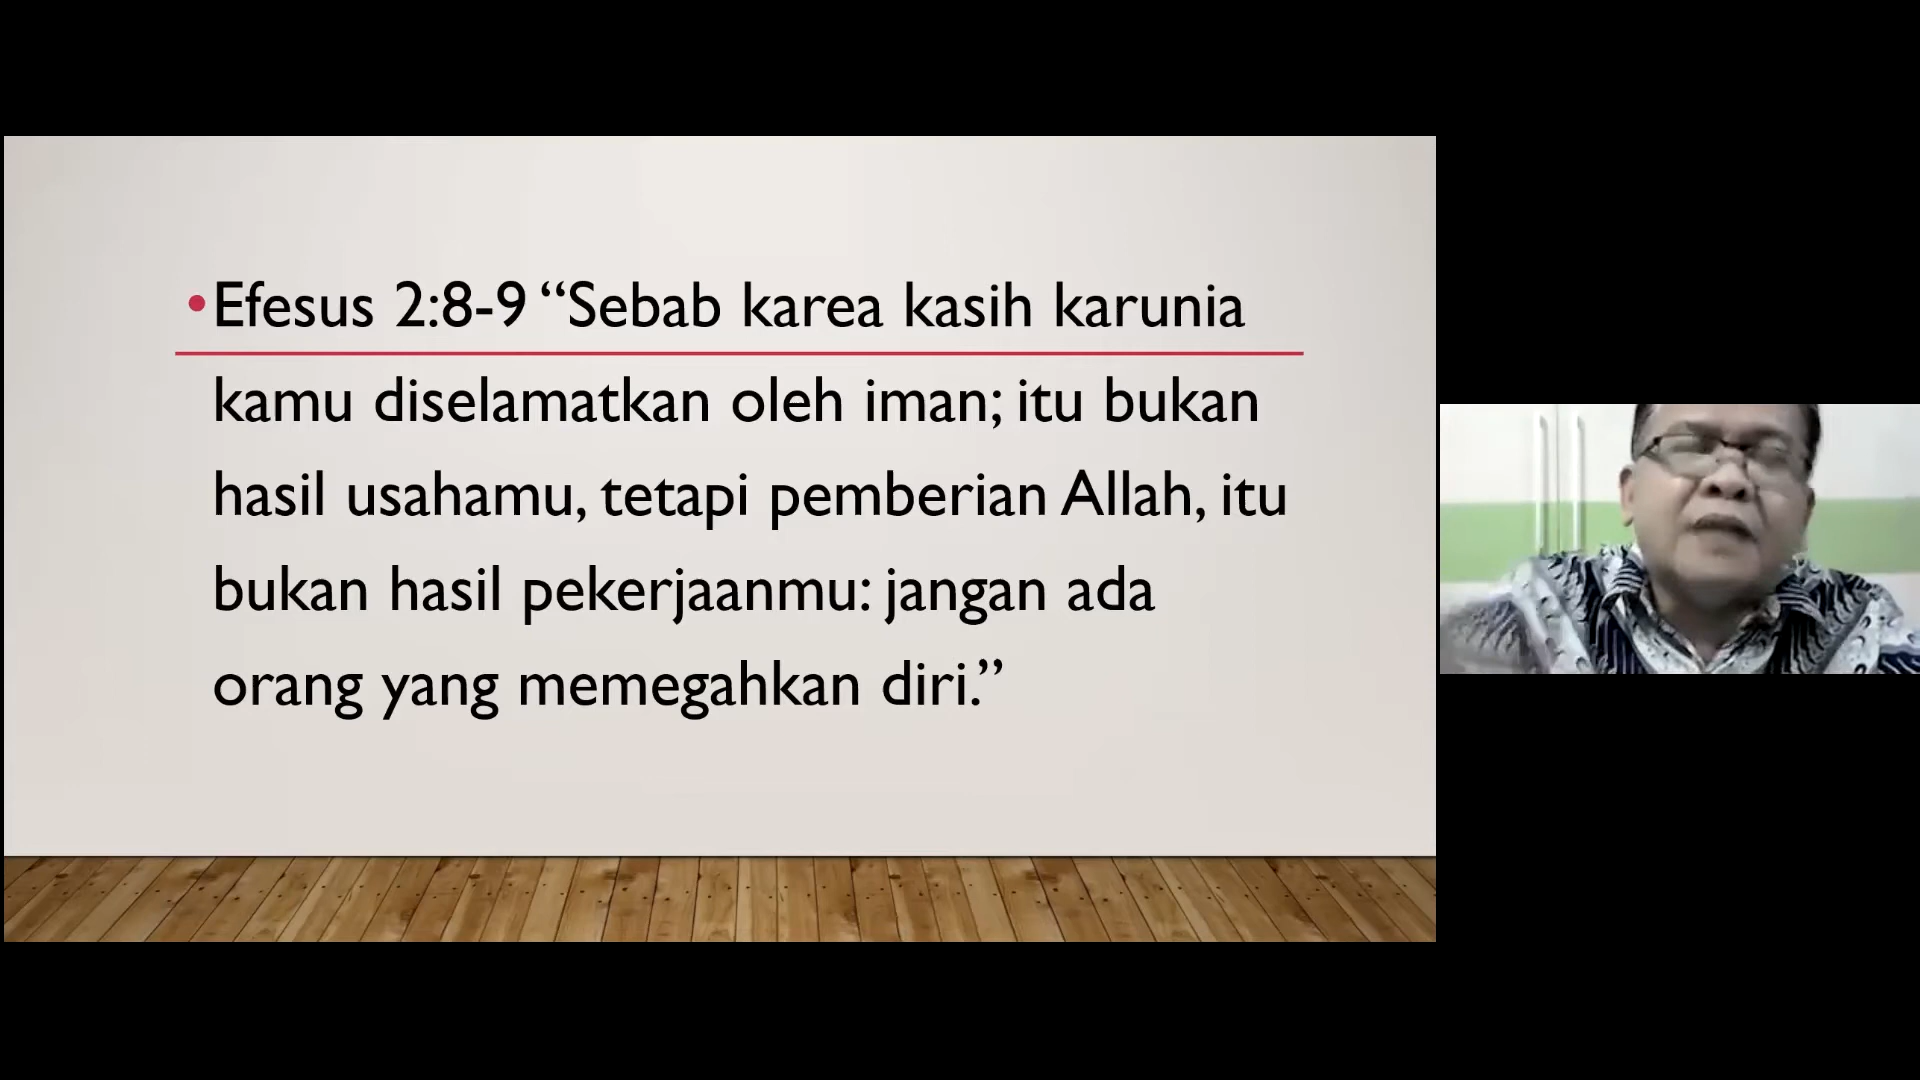 •Efesus 2:8-9 “Sebab karea kasih karunia
kamu diselamatkan oleh iman; itu bukan
hasil usahamu, tetapi pemberian Allah, itu
bukan hasil pekerjaanmu: jangan ada
orang yang memegahkan diri.”